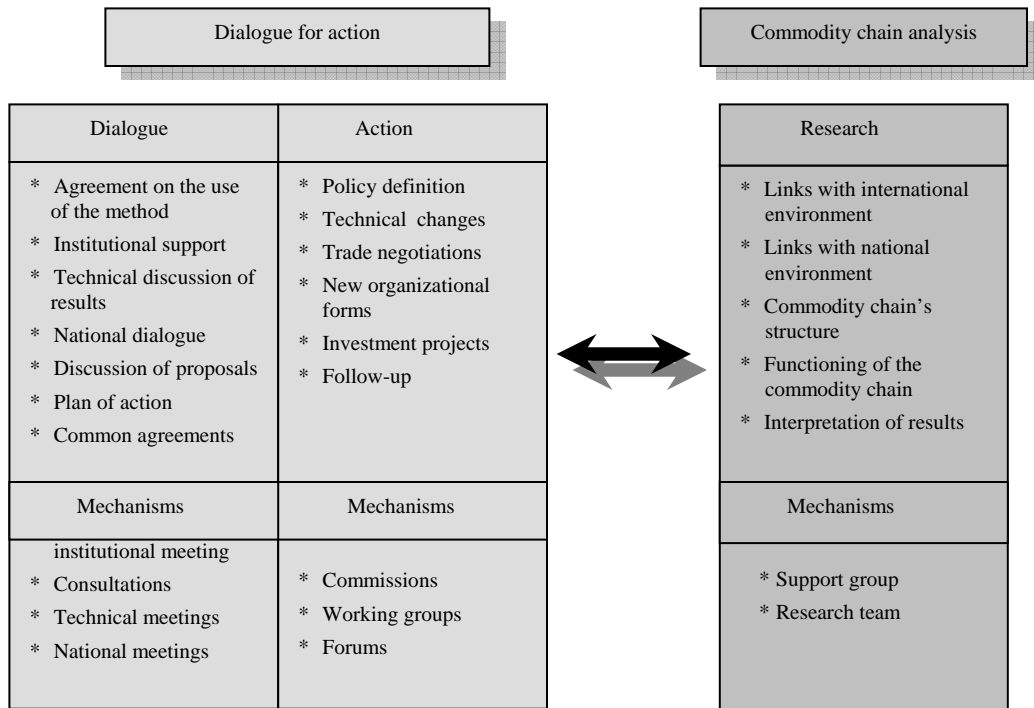 Dialogue for action
Commodity chain analysis
Dialogue
* Agreement on the use
of the method
* Institutional support
* Technical discussion of
results
* National dialogue
* Discussion of proposals
* Plan of action
* Common agreements
Mechanisms
institutional meeting
* Consultations
* Technical meetings
* National meetings
Action
* Policy definition
* Technical changes
* Trade negotiations
* New organizational
forms
* Investment projects
* Follow-up
Mechanisms
* Commissions
* Working groups
* Forums
Research
* Links with international
environment
* Links with national
environment
* Commodity chain’s
structure
* Functioning of the
commodity chain
* Interpretation of results
Mechanisms
* Support group
* Research team